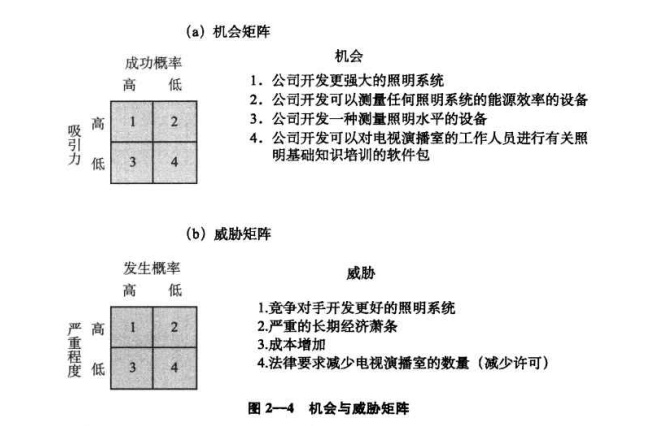 (a) 机会矩阵
成功概率
高 低
吸引力
高 1 2
低 3 4
机会
1. 公司开发更强大的照明系统
2. 公司开发可以测量任何照明系统的能源效率的设备
3. 公司开发一种测量照明水平的设备
4. 公司开发可以对电视演播室的工作人员进行有关照
明基础知识培训的软件包
(b) 威胁矩阵
发生概率
高 低
严重程度
高 1 2
低 3 4
威胁
1.竞争对手开发更好的照明系统
2.严重的长期经济萧条
3.成本增加
4.法律要求减少电视演播室的数量（减少许可）
图 2—4 机会与威胁矩阵